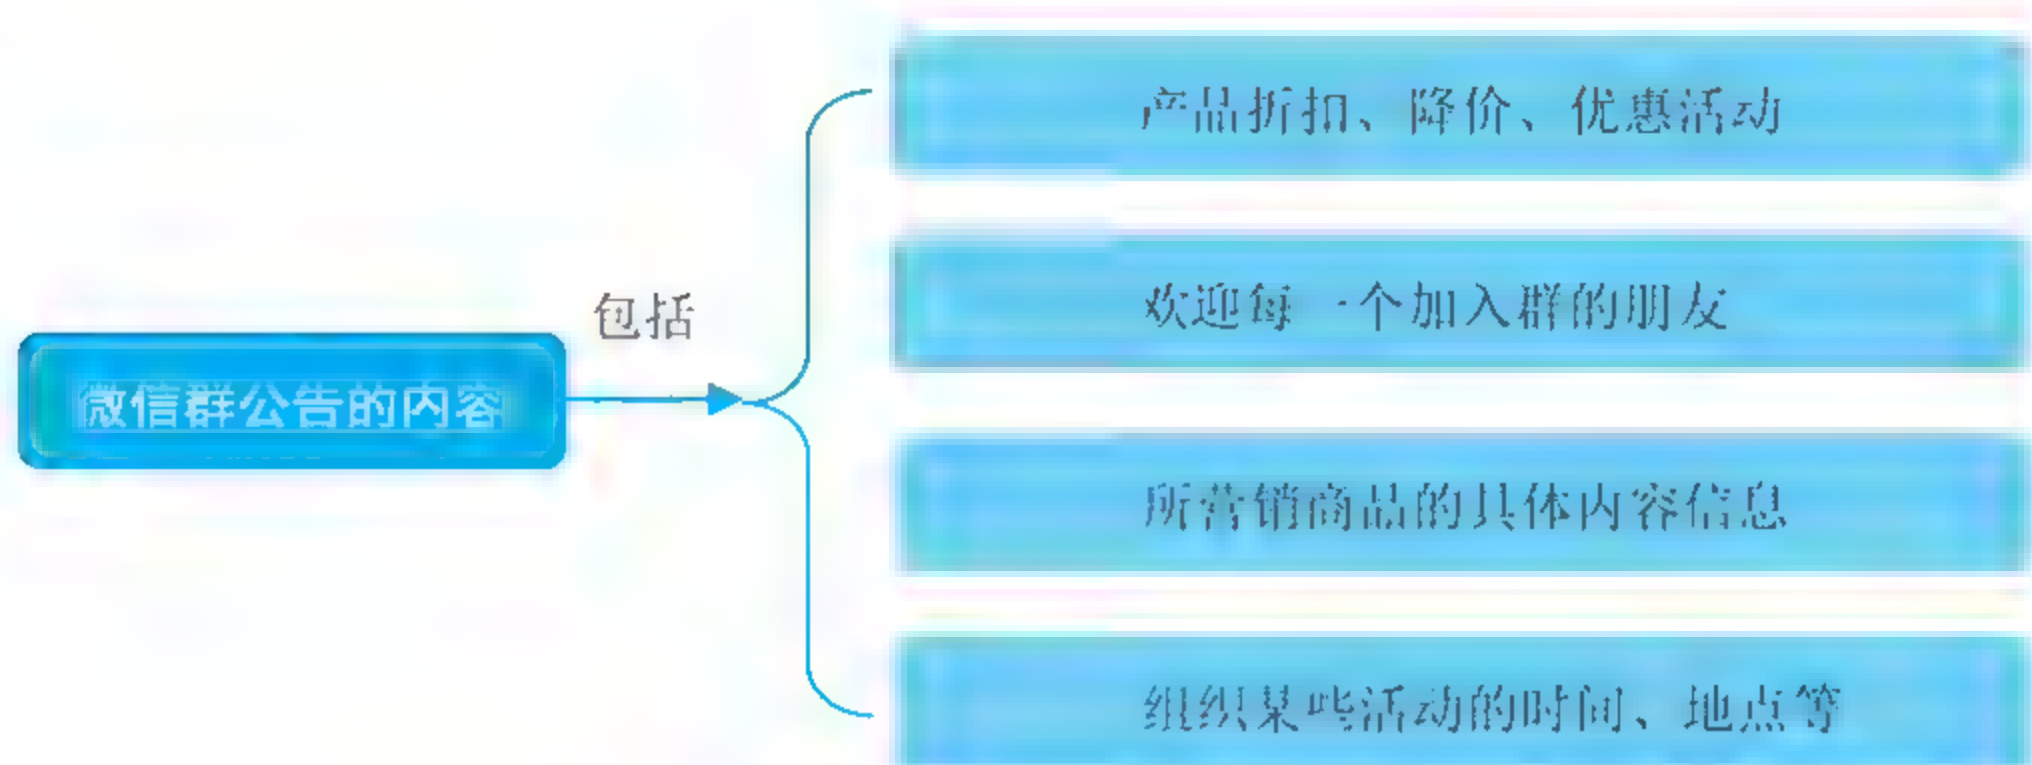 产品折扣、降价、优惠活动
欢迎每一个加入群的朋友
包括
微信群公告的内容
所营销商品的具体内容信息
组织某些活动的时间、地点等